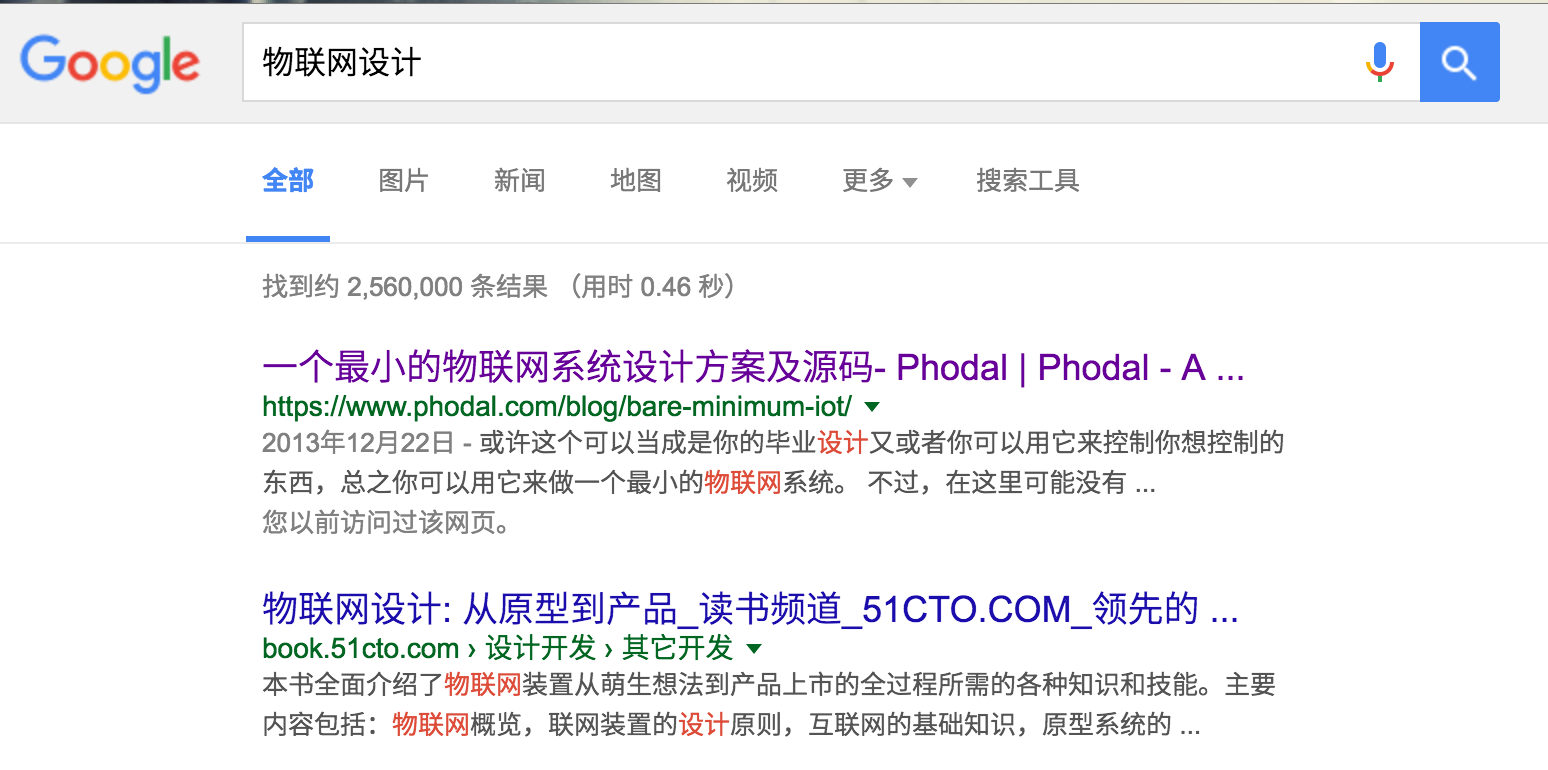 Google 物联网设计
全部 图片 新闻 地图 视频 更多 搜索工具
找到约 2,560,000 条结果 （用时 0.46 秒）
一个最小的物联网系统设计方案及源码- Phodal | Phodal - A ...
https://www.phodal.com/blog/bare-minimum-iot/
2013年12月22日 - 或许这个可以当成是你的毕业设计又或者你可以用它来控制你想控制的
东西，总之你可以用它来做一个最小的物联网系统。 不过，在这里可能没有 ...
您以前访问过该网页。
物联网设计: 从原型到产品_读书频道_51CTO.COM_领先的 ...
book.51cto.com › 设计开发 › 其它开发
本书全面介绍了物联网装置从萌生想法到产品上市的全过程所需的各种知识和技能。主要
内容包括：物联网概览，联网装置的设计原则，互联网的基础知识，原型系统的 ...